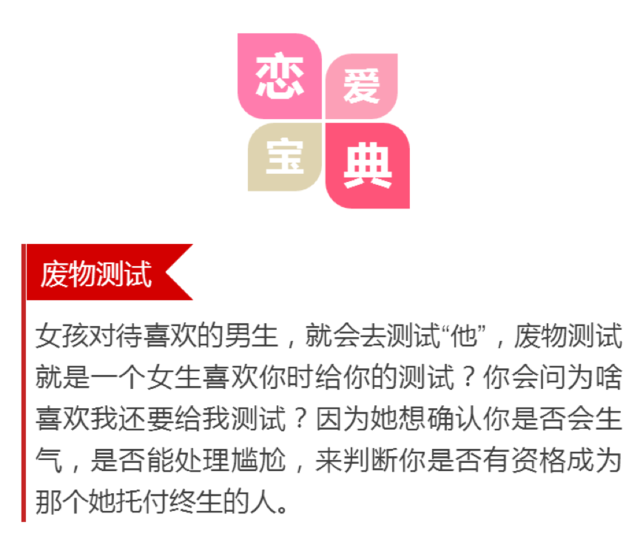 恋爱
宝典
废物测试
女孩对待喜欢的男生，就会去测试“他”，废物测试
就是一个女生喜欢你时给你的测试？你会问为啥
喜欢我还要给我测试？因为她想确认你是否会生
气，是否能处理尴尬，来判断你是否有资格成为
那个她托付终生的人。